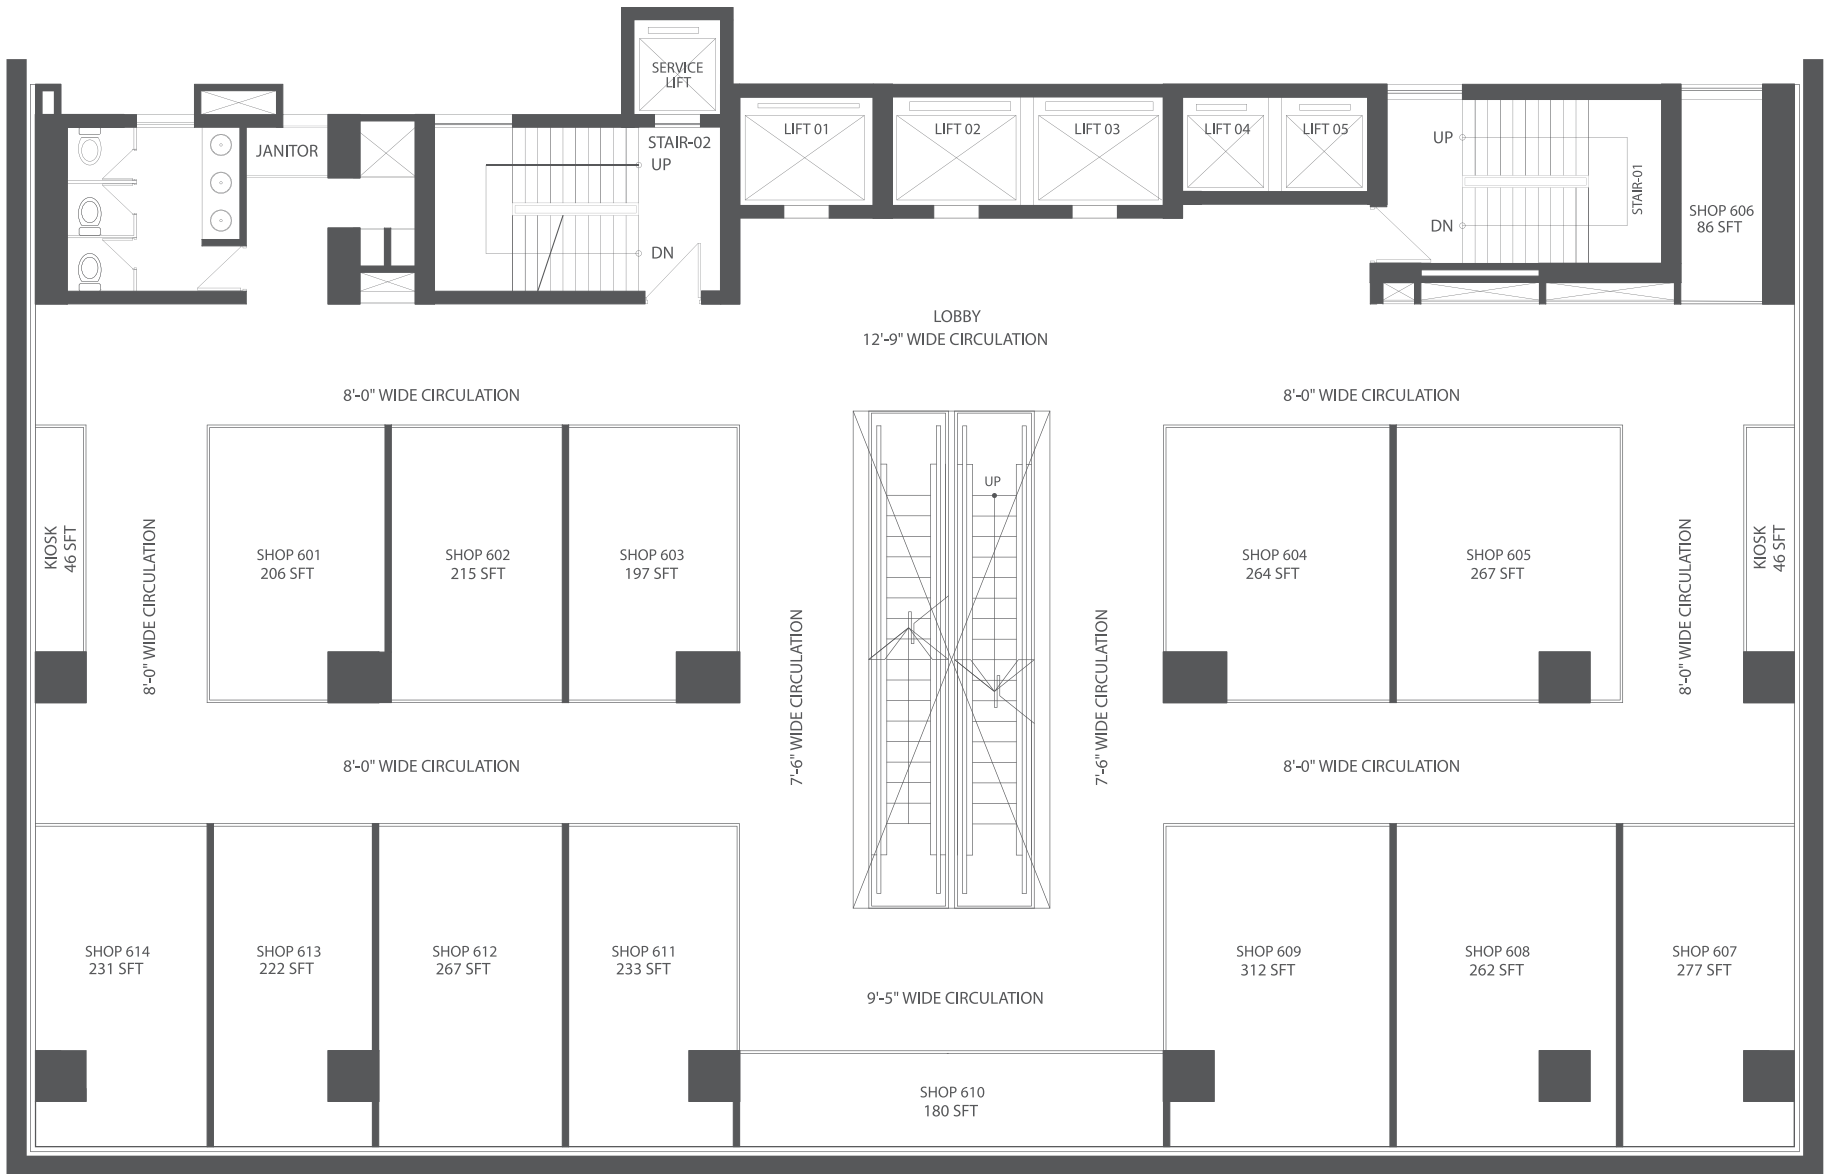 SERVICE
LIFT
LIFT 01
LIFT 02
LIFT 03
LIFT 04
LIFT 05
JANITOR
STAIR-02
UP
DN
UP
DN
STAIR-01
SHOP 606
86 SFT
LOBBY
12'-9" WIDE CIRCULATION
8'-0" WIDE CIRCULATION
8'-0" WIDE CIRCULATION
KIOSK
46 SFT
8'-0" WIDE CIRCULATION
SHOP 601
206 SFT
SHOP 602
215 SFT
SHOP 603
197 SFT
7'-6" WIDE CIRCULATION
UP
7'-6" WIDE CIRCULATION
SHOP 604
264 SFT
SHOP 605
267 SFT
8'-0" WIDE CIRCULATION
KIOSK
46 SFT
8'-0" WIDE CIRCULATION
8'-0" WIDE CIRCULATION
SHOP 614
231 SFT
SHOP 613
222 SFT
SHOP 612
267 SFT
SHOP 611
233 SFT
SHOP 609
312 SFT
SHOP 608
262 SFT
SHOP 607
277 SFT
9'-5" WIDE CIRCULATION
SHOP 610
180 SFT